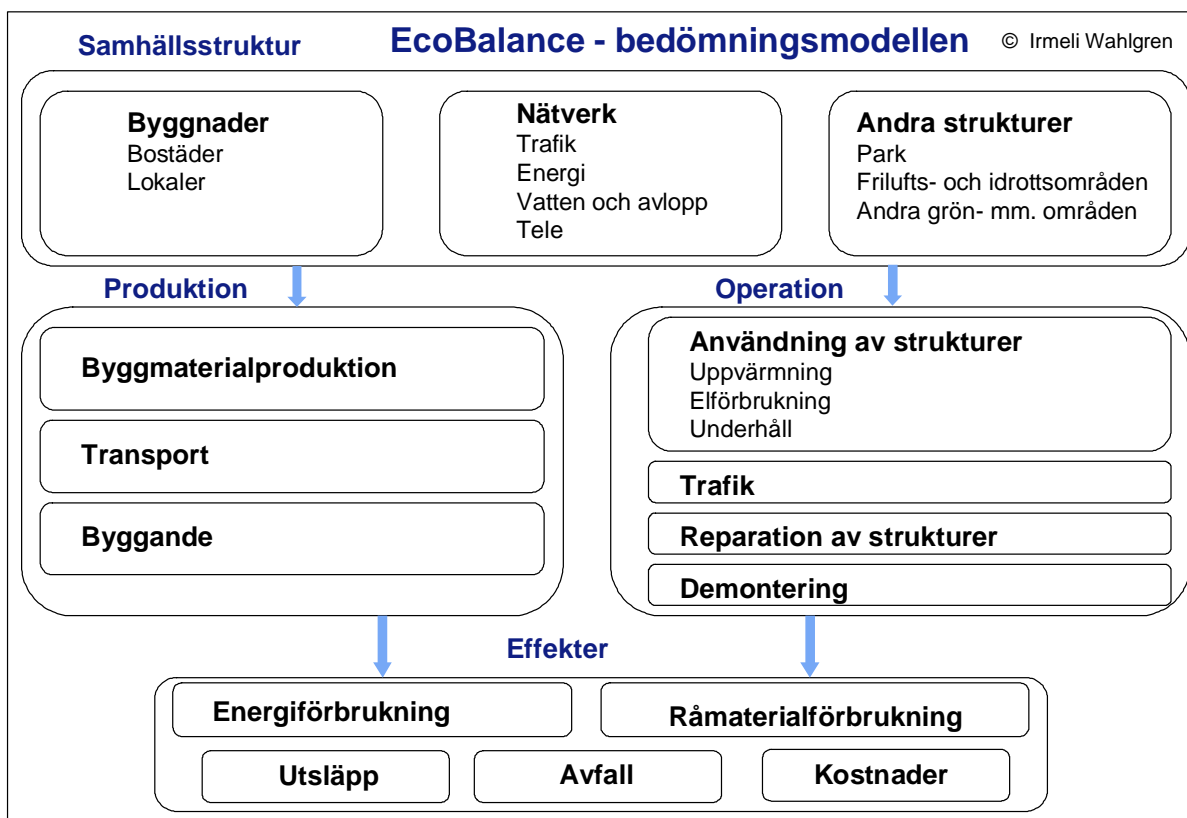 Samhällsstruktur
EcoBalance - bedömningsmodellen
© Irmeli Wahlgren
Byggnader
Bostäder
Lokaler
Nätverk
Trafik
Energi
Vatten och avlopp
Tele
Andra strukturer
Park
Frilufts- och idrottsområden
Andra grön- mm. områden
Produktion
Byggmaterialproduktion
Transport
Byggande
Operation
Användning av strukturer
Uppvärmning
Elförbrukning
Underhåll
Trafik
Reparation av strukturer
Demontering
Effekter
Energiförbrukning
Råmaterialförbrukning
Utsläpp
Avfall
Kostnader